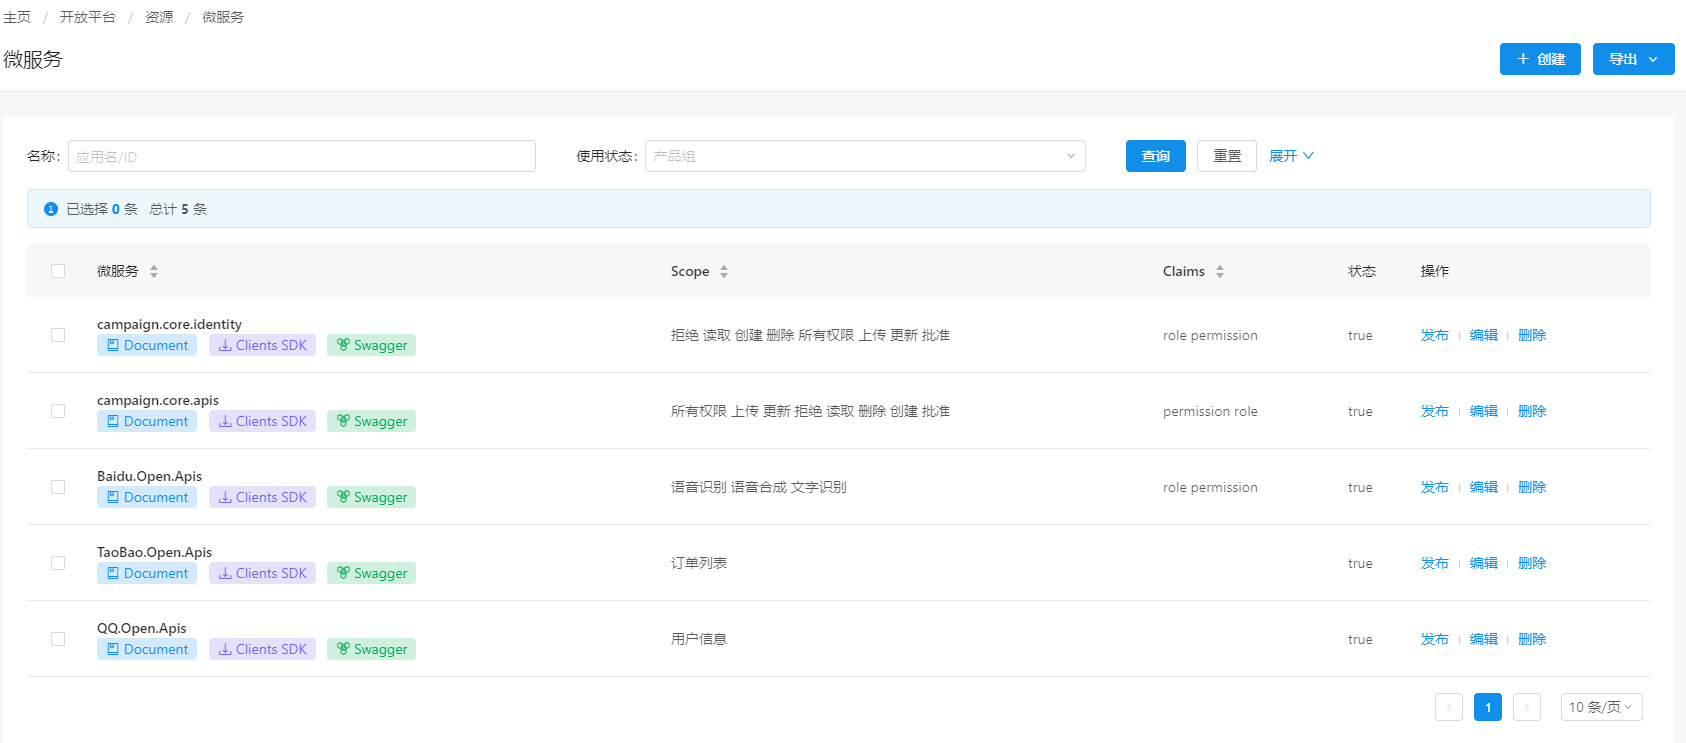 主页 / 开放平台 / 资源 / 微服务
微服务
创建
导出
名称: 应用名/ID
使用状态: 产品组
查询 重置 展开
已选择 0 条 总计 5 条
微服务 Scope Claims 状态 操作
campaign.core.identity
Document Clients SDK Swagger
拒绝 读取 创建 删除 所有权限 上传 更新 批准 role permission true 发布 编辑 删除
campaign.core.apis
Document Clients SDK Swagger
所有权限 上传 更新 拒绝 读取 删除 创建 批准 permission role true 发布 编辑 删除
Baidu.Open.Apis
Document Clients SDK Swagger
语音识别 语音合成 文字识别 role permission true 发布 编辑 删除
TaoBao.Open.Apis
Document Clients SDK Swagger
订单列表 true 发布 编辑 删除
QQ.Open.Apis
Document Clients SDK Swagger
用户信息 true 发布 编辑 删除
1 10 条/页